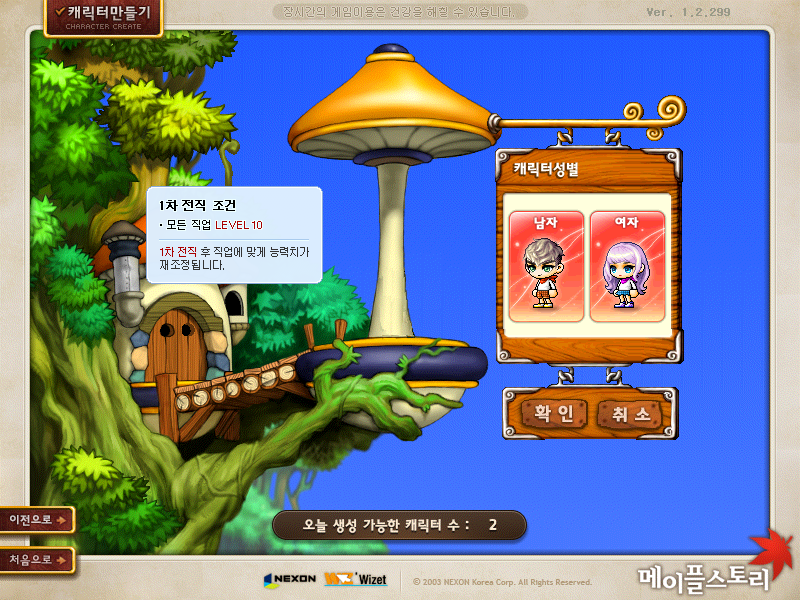 캐릭터만들기
CHARACTER CREATE
장시간의 게임이용은 건강을 해칠 수 있습니다.
Ver. 1.2.299
캐릭터성별
남자
여자
1차 전직 조건
• 모든 직업 LEVEL 10
1차 전직 후 직업에 맞게 능력치가
재조정됩니다.
확인
취소
이전으로
오늘 생성 가능한 캐릭터 수 : 2
처음으로
메이플스토리
NEXON
Wizet
© 2003 NEXON Korea Corp. All Rights Reserved.